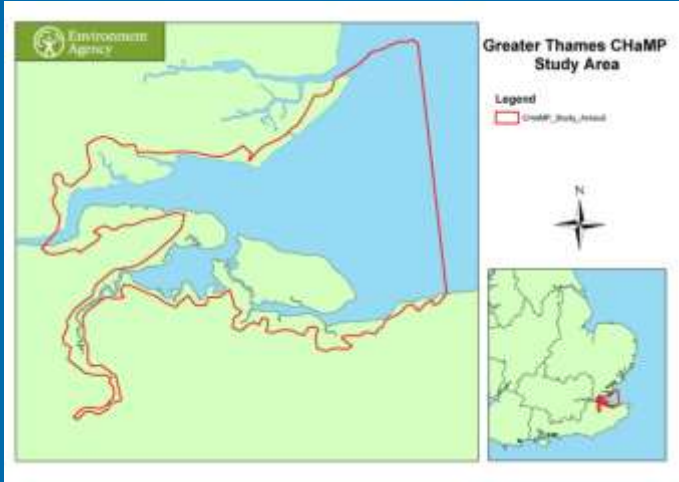 Environment
Agency
Greater Thames CHaMP
Study Area
Legend
N